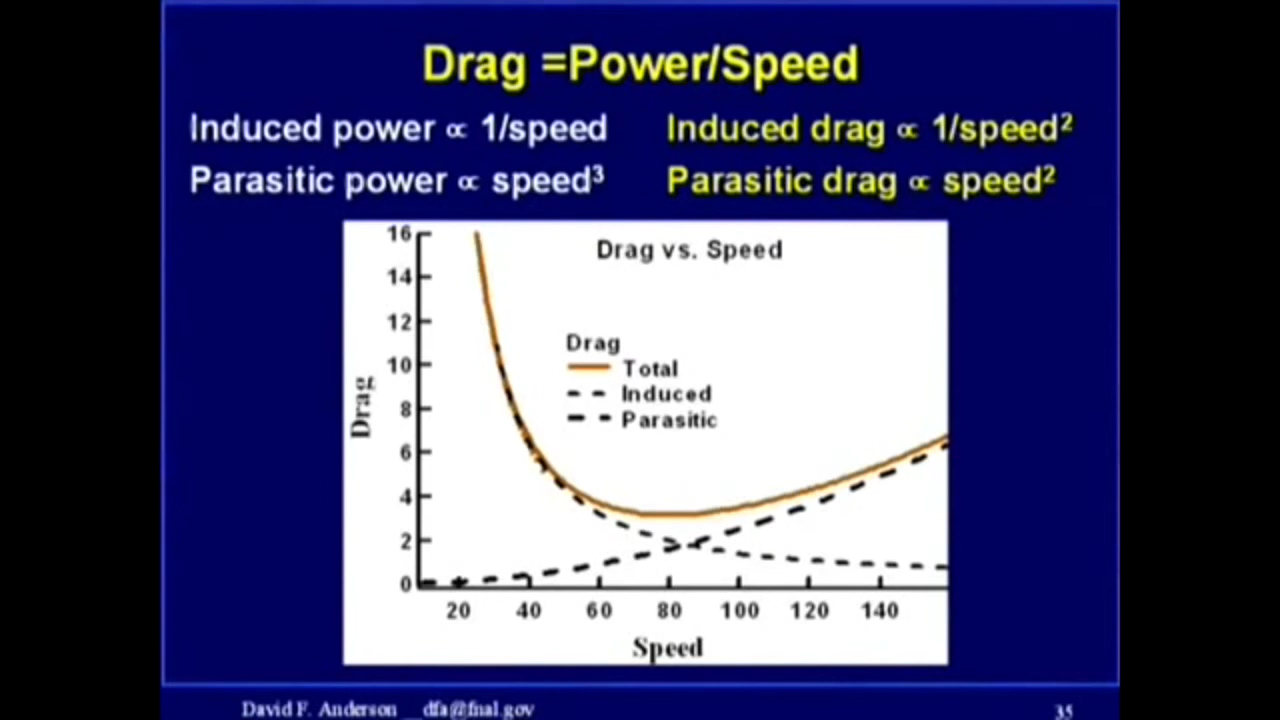 Drag =Power/Speed
Induced power ∝ 1/speed
Parasitic power ∝ speed³
Induced drag ∝ 1/speed²
Parasitic drag ∝ speed²
Drag vs. Speed
16
14
12
10
8
6
4
2
0
Drag
Drag
Total
Induced
Parasitic
20 40 60 80 100 120 140
Speed
David F. Anderson dfa@fnal.gov
35